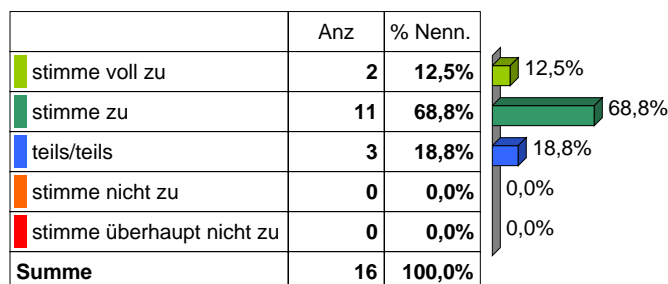 Anz % Nenn.
stimme voll zu 2 12,5% 12,5%
stimme zu 11 68,8% 68,8%
teils/teils 3 18,8% 18,8%
stimme nicht zu 0 0,0% 0,0%
stimme überhaupt nicht zu 0 0,0% 0,0%
Summe 16 100,0%